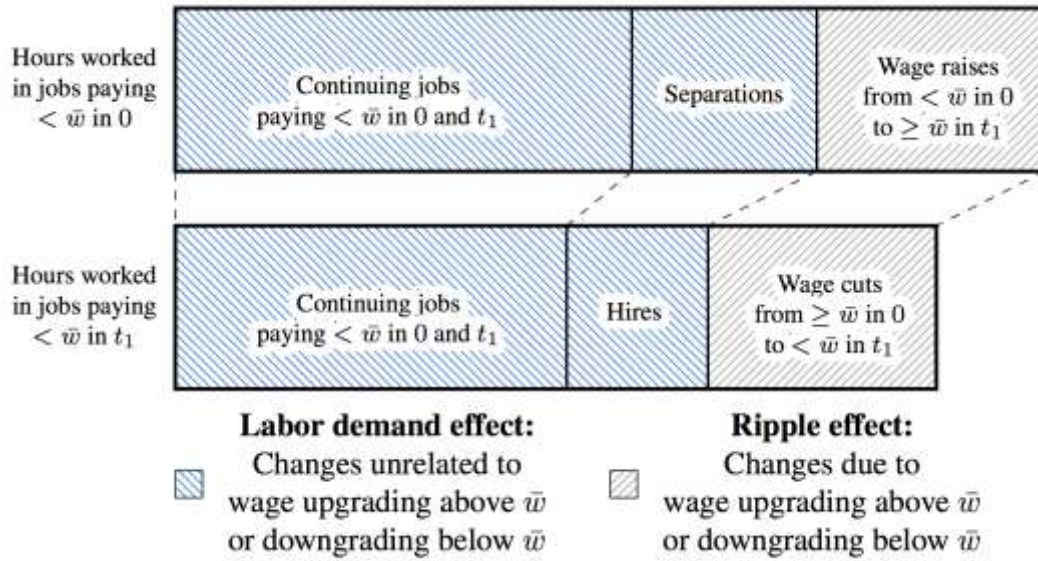 Hours worked
in jobs paying
< w̄ in 0
Continuing jobs
paying < w̄ in 0 and t₁
Separations
Wage raises
from < w̄ in 0
to ≥ w̄ in t₁
Hours worked
in jobs paying
< w̄ in t₁
Continuing jobs
paying < w̄ in 0 and t₁
Hires
Wage cuts
from ≥ w̄ in 0
to < w̄ in t₁
Labor demand effect:
Changes unrelated to
wage upgrading above w̄
or downgrading below w̄
Ripple effect:
Changes due to
wage upgrading above w̄
or downgrading below w̄